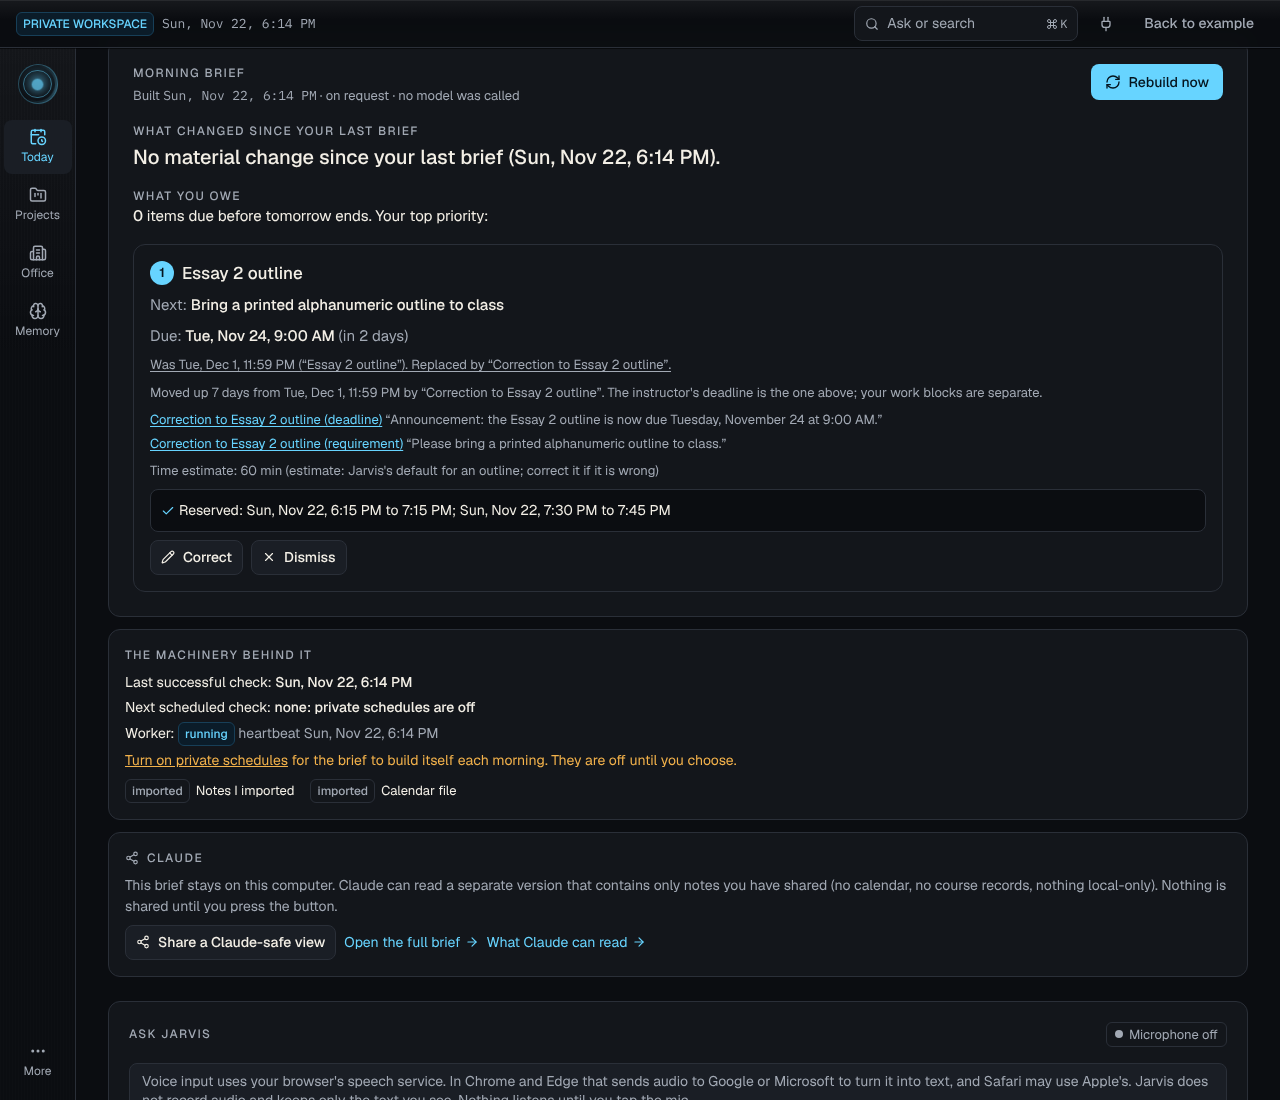 PRIVATE WORKSPACE Sun, Nov 22, 6:14 PM
Ask or search ⌘K
Back to example
Today
Projects
Office
Memory
More
MORNING BRIEF
Built Sun, Nov 22, 6:14 PM · on request · no model was called
Rebuild now
WHAT CHANGED SINCE YOUR LAST BRIEF
No material change since your last brief (Sun, Nov 22, 6:14 PM).
WHAT YOU OWE
0 items due before tomorrow ends. Your top priority:
1 Essay 2 outline
Next: Bring a printed alphanumeric outline to class
Due: Tue, Nov 24, 9:00 AM (in 2 days)
Was Tue, Dec 1, 11:59 PM (“Essay 2 outline”). Replaced by “Correction to Essay 2 outline”.
Moved up 7 days from Tue, Dec 1, 11:59 PM by “Correction to Essay 2 outline”. The instructor's deadline is the one above; your work blocks are separate.
Correction to Essay 2 outline (deadline) “Announcement: the Essay 2 outline is now due Tuesday, November 24 at 9:00 AM.”
Correction to Essay 2 outline (requirement) “Please bring a printed alphanumeric outline to class.”
Time estimate: 60 min (estimate: Jarvis's default for an outline; correct it if it is wrong)
Reserved: Sun, Nov 22, 6:15 PM to 7:15 PM; Sun, Nov 22, 7:30 PM to 7:45 PM
Correct
Dismiss
THE MACHINERY BEHIND IT
Last successful check: Sun, Nov 22, 6:14 PM
Next scheduled check: none: private schedules are off
Worker: running heartbeat Sun, Nov 22, 6:14 PM
Turn on private schedules for the brief to build itself each morning. They are off until you choose.
imported Notes I imported imported Calendar file
CLAUDE
This brief stays on this computer. Claude can read a separate version that contains only notes you have shared (no calendar, no course records, nothing local-only). Nothing is
shared until you press the button.
Share a Claude-safe view Open the full brief → What Claude can read →
ASK JARVIS
Microphone off
Voice input uses your browser's speech service. In Chrome and Edge that sends audio to Google or Microsoft to turn it into text, and Safari may use Apple's. Jarvis does
not record audio and keeps only the text you see. Nothing listens until you tap the mic.